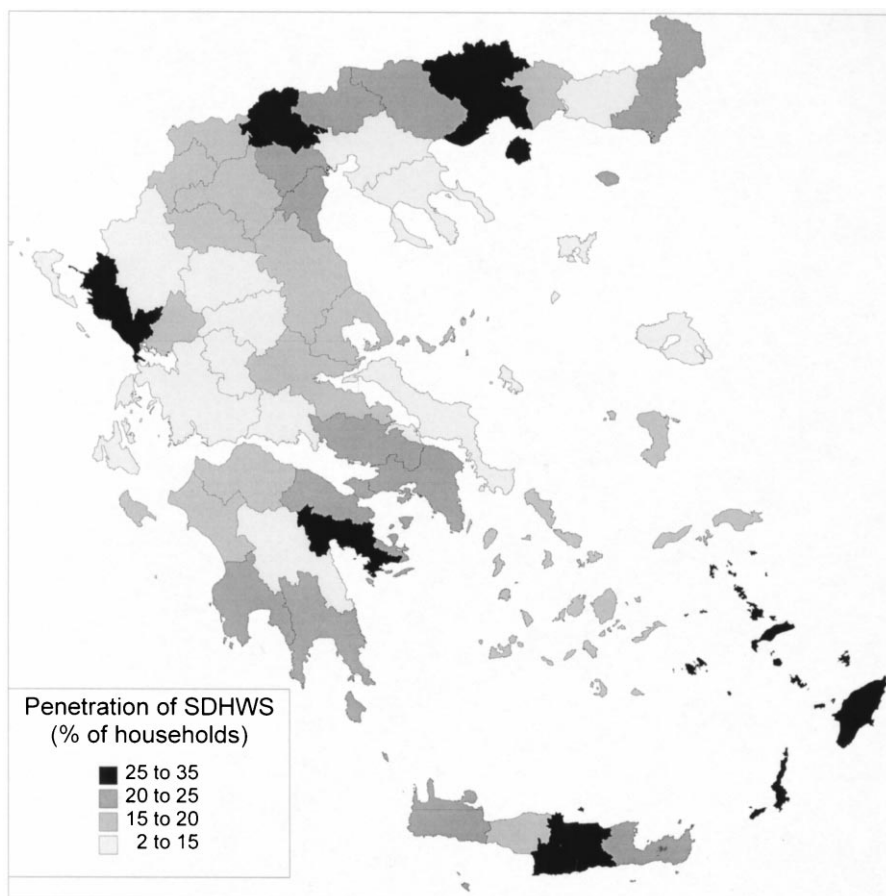 Penetration of SDHWS
(% of households)
25 to 35
20 to 25
15 to 20
2 to 15